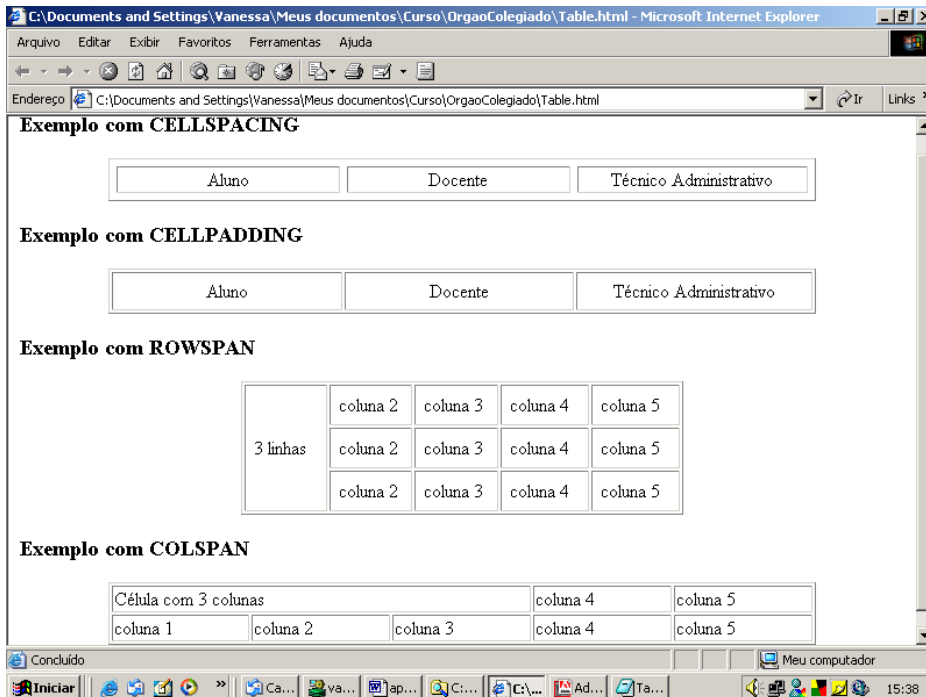 C:\Documents and Settings\Vanessa\Meus documentos\Curso\OrgaoColegiado\Table.html - Microsoft Internet Explorer
Arquivo Editar Exibir Favoritos Ferramentas Ajuda
Endereço C:\Documents and Settings\Vanessa\Meus documentos\Curso\OrgaoColegiado\Table.html Ir Links
Exemplo com CELLSPACING
Aluno Docente Técnico Administrativo
Exemplo com CELLPADDING
Aluno Docente Técnico Administrativo
Exemplo com ROWSPAN
coluna 2 coluna 3 coluna 4 coluna 5
3 linhas coluna 2 coluna 3 coluna 4 coluna 5
coluna 2 coluna 3 coluna 4 coluna 5
Exemplo com COLSPAN
Célula com 3 colunas coluna 4 coluna 5
coluna 1 coluna 2 coluna 3 coluna 4 coluna 5
Concluído Meu computador
Iniciar » Ca... va... ap... C:... C:\... Ad... Ta... 15:38